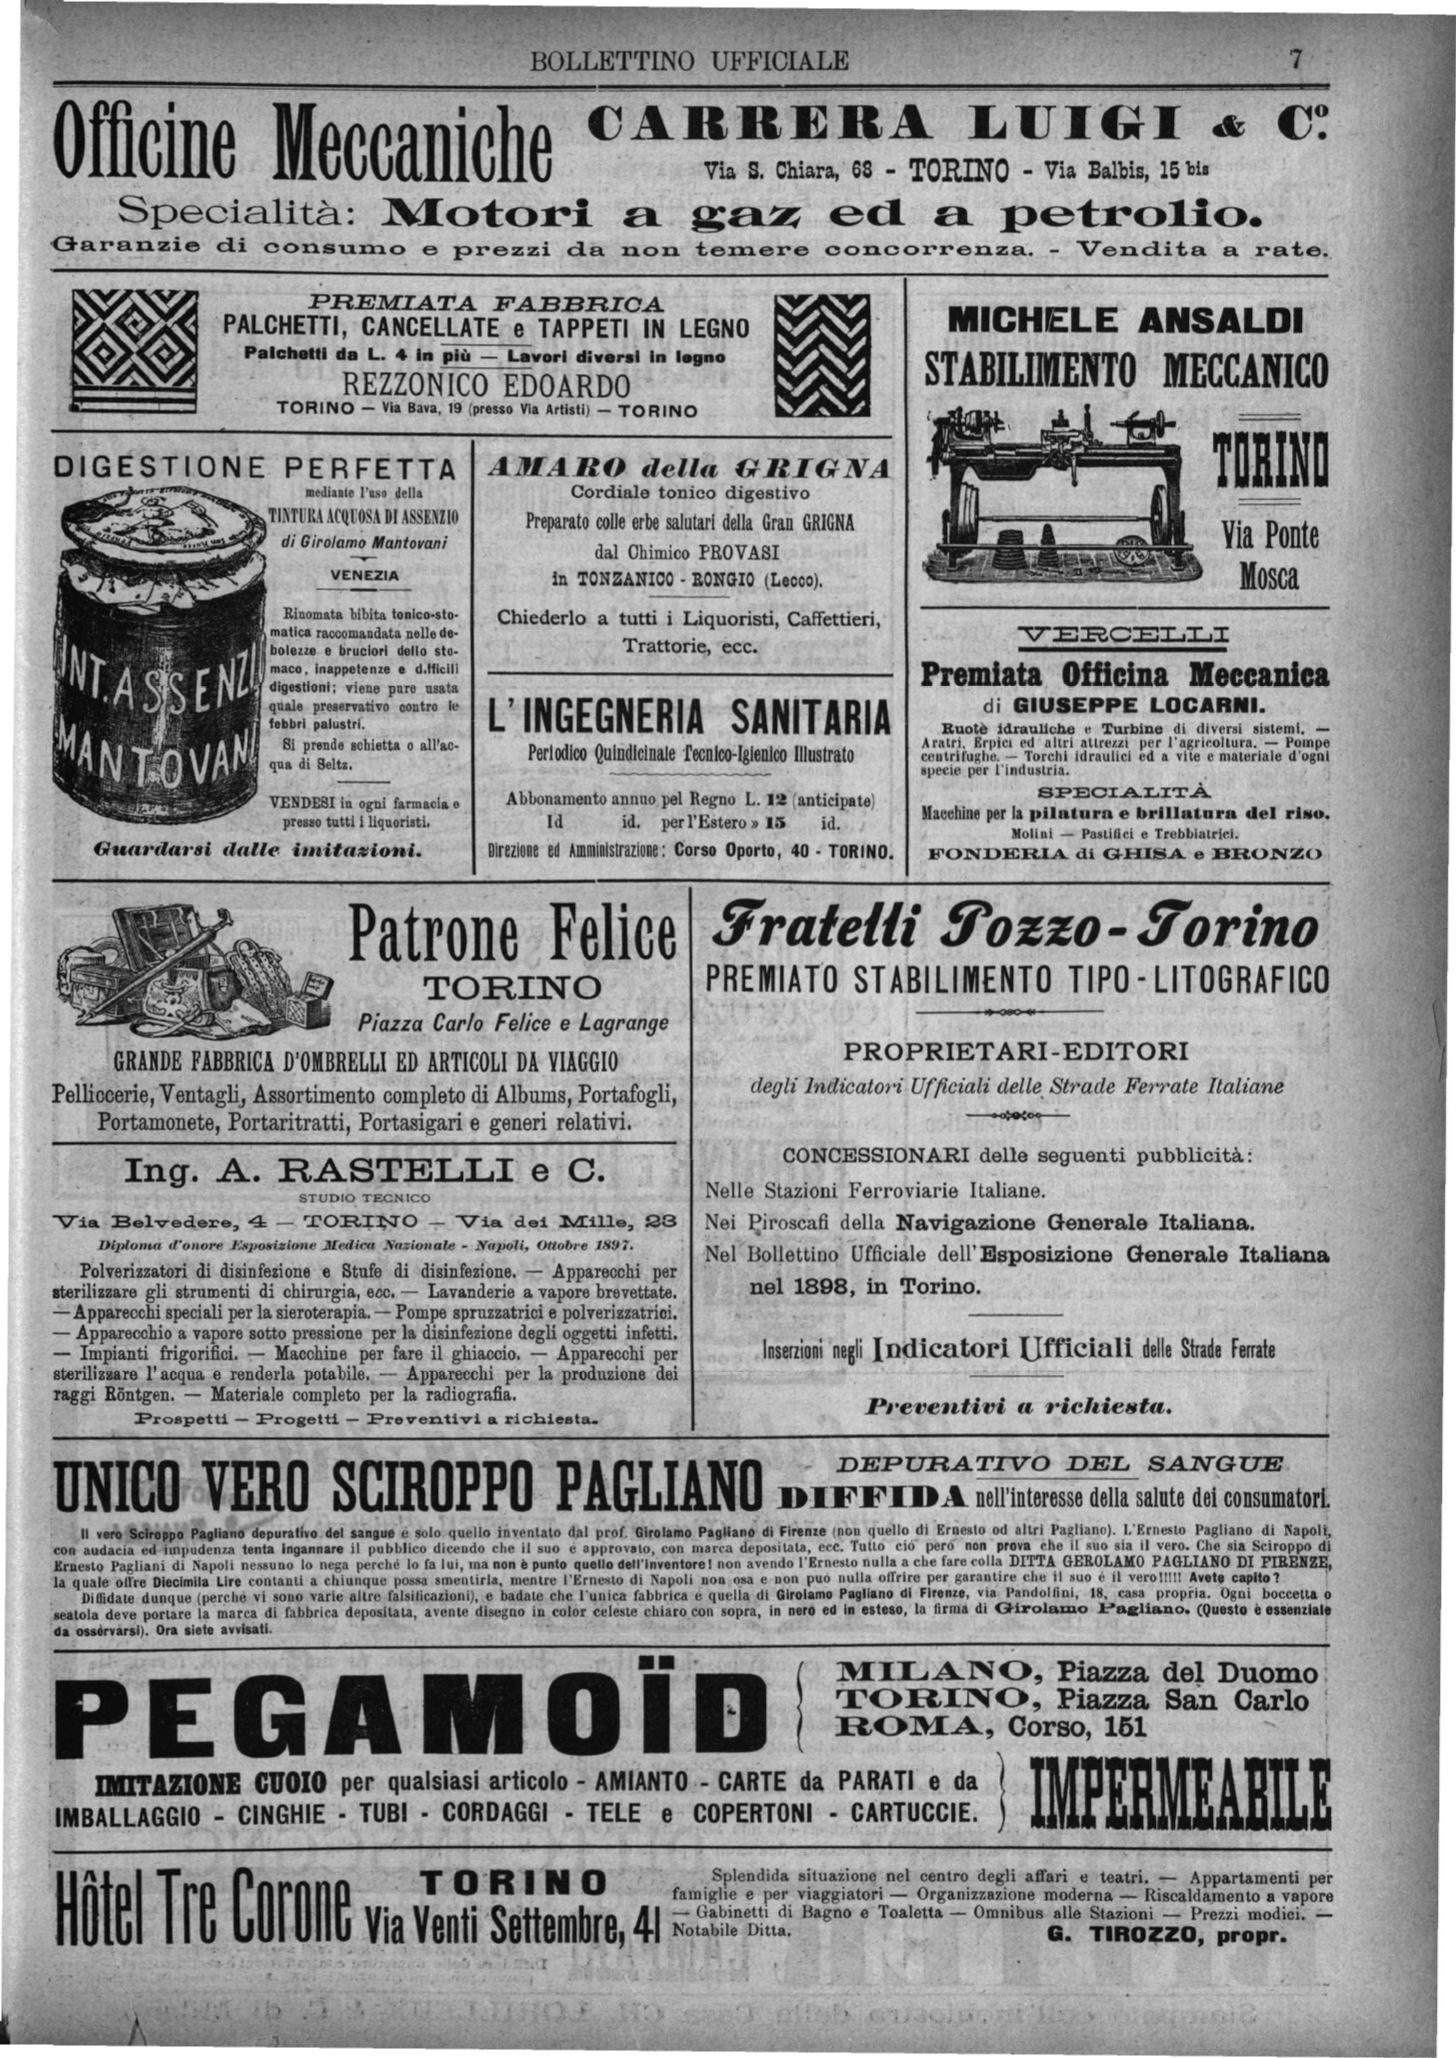 BOLLETTINO UFFICIALE 7
Officine Meccaniche CARRERA LUIGI & Cº.
Via S. Chiara, 63 - TORINO - Via Balbis, 15 bis
Specialità: Motori a gaz ed a petrolio.
Garanzie di consumo e prezzi da non temere concorrenza. - Vendita a rate.
PREMIATA FABBRICA
PALCHETTI, CANCELLATE e TAPPETI IN LEGNO
Palchetti da L. 4 in più — Lavori diversi in legno
REZZONICO EDOARDO
TORINO — Via Bava, 19 (presso Via Artisti) — TORINO
DIGESTIONE PERFETTA
mediante l'uso della
TINTURA ACQUOSA DI ASSENZIO
di Girolamo Mantovani
VENEZIA
Rinomata bibita tonico-sto-
matica raccomandata nelle de-
bolezze e bruciori dello sto-
maco, inappetenze e difficili
digestioni; viene pure usata
quale preservativo contro le
febbri palustri.
Si prende schietta o all'ac-
qua di Seltz.
VENDESI in ogni farmacia e
presso tutti i liquoristi.
Guardarsi dalle imitazioni.
INT. ASSENZI
MANTOVANI
AMARO della GRIGNA
Cordiale tonico digestivo
Preparato colle erbe salutari della Gran GRIGNA
dal Chimico PROVASI
in TONZANICO - RONGIO (Lecco).
Chiederlo a tutti i Liquoristi, Caffettieri,
Trattorie, ecc.
L'INGEGNERIA SANITARIA
Periodico Quindicinale Tecnico-Igienico Illustrato
Abbonamento annuo pel Regno L. 12 (anticipate)
Id id. per l'Estero » 15 id.
Direzione ed Amministrazione: Corso Oporto, 40 - TORINO.
MICHELE ANSALDI
STABILIMENTO MECCANICO
TORINO
Via Ponte
Mosca
VERCELLI
Premiata Officina Meccanica
di GIUSEPPE LOCARNI.
Ruote idrauliche e Turbine di diversi sistemi. —
Aratri, Erpici ed altri attrezzi per l'agricoltura. — Pompe
centrifughe. — Torchi idraulici ed a vite e materiale d'ogni
specie per l'industria.
SPECIALITÀ
Macchine per la pilatura e brillatura del riso.
Molini — Pastifici e Trebbiatrici.
FONDERIA di GHISA e BRONZO
Patrone Felice
TORINO
Piazza Carlo Felice e Lagrange
GRANDE FABBRICA D'OMBRELLI ED ARTICOLI DA VIAGGIO
Pelliccerie, Ventagli, Assortimento completo di Albums, Portafogli,
Portamonete, Portaritratti, Portasigari e generi relativi.
Ing. A. RASTELLI e C.
STUDIO TECNICO
Via Belvedere, 4 — TORINO — Via dei Mille, 23
Diploma d'onore Esposizione Medica Nazionale - Napoli, Ottobre 1897.
Polverizzatori di disinfezione e Stufe di disinfezione. — Apparecchi per
sterilizzare gli strumenti di chirurgia, ecc. — Lavanderie a vapore brevettate.
— Apparecchi speciali per la sieroterapia. — Pompe spruzzatrici e polverizzatrici.
— Apparecchio a vapore sotto pressione per la disinfezione degli oggetti infetti.
— Impianti frigorifici. — Macchine per fare il ghiaccio. — Apparecchi per
sterilizzare l'acqua e renderla potabile. — Apparecchi per la produzione dei
raggi Röntgen. — Materiale completo per la radiografia.
Prospetti — Progetti — Preventivi a richiesta.
Fratelli Pozzo - Torino
PREMIATO STABILIMENTO TIPO-LITOGRAFICO
PROPRIETARI-EDITORI
degli Indicatori Ufficiali delle Strade Ferrate Italiane
CONCESSIONARI delle seguenti pubblicità:
Nelle Stazioni Ferroviarie Italiane.
Nei Piroscafi della Navigazione Generale Italiana.
Nel Bollettino Ufficiale dell'Esposizione Generale Italiana
nel 1898, in Torino.
Inserzioni negli Indicatori Ufficiali delle Strade Ferrate
Preventivi a richiesta.
UNICO VERO SCIROPPO PAGLIANO DEPURATIVO DEL SANGUE
DIFFIDA nell'interesse della salute dei consumatori.
Il vero Sciroppo Pagliano depurativo del sangue è solo quello inventato dal prof. Girolamo Pagliano di Firenze (non quello di Ernesto od altri Pagliano). L'Ernesto Pagliano di Napoli,
con audacia ed impudenza tenta ingannare il pubblico dicendo che il suo è approvato, con marca depositata, ecc. Tutto ciò però non prova che il suo sia il vero. Che sia Sciroppo di
Ernesto Pagliani di Napoli nessuno lo nega perchè lo fa lui, ma non è punto quello dell'inventore! non avendo l'Ernesto nulla a che fare colla DITTA GEROLAMO PAGLIANO DI FIRENZE,
la quale offre Diecimila Lire contanti a chiunque possa smentirla, mentre l'Ernesto di Napoli non osa e non può nulla offrire per garantire che il suo è il vero!!!!! Avete capito?
Diffidate dunque (perchè vi sono varie altre falsificazioni), e badate che l'unica fabbrica è quella di Girolamo Pagliano di Firenze, via Pandolfini, 18, casa propria. Ogni boccetta o
scatola deve portare la marca di fabbrica depositata, avente disegno in color celeste chiaro con sopra, in nero ed in esteso, la firma di Girolamo Pagliano. (Questo è essenziale
da osservarsi). Ora siete avvisati.
PEGAMOÏD
MILANO, Piazza del Duomo
TORINO, Piazza San Carlo
ROMA, Corso, 151
IMITAZIONE CUOIO per qualsiasi articolo - AMIANTO - CARTE da PARATI e da
IMBALLAGGIO - CINGHIE - TUBI - CORDAGGI - TELE e COPERTONI - CARTUCCIE.
IMPERMEABILE
Hôtel Tre Corone TORINO
Via Venti Settembre, 41
Splendida situazione nel centro degli affari e teatri. — Appartamenti per
famiglie e per viaggiatori — Organizzazione moderna — Riscaldamento a vapore
— Gabinetti di Bagno e Toaletta — Omnibus alle Stazioni — Prezzi modici. —
Notabile Ditta.
G. TIROZZO, propr.